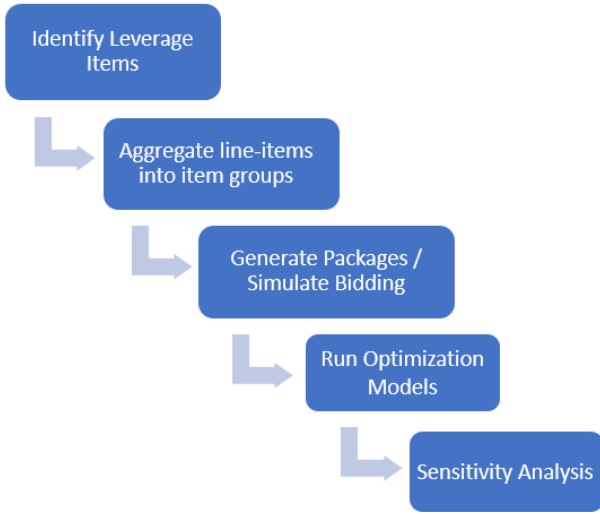 Identify Leverage
Items
Aggregate line-items
into item groups
Generate Packages /
Simulate Bidding
Run Optimization
Models
Sensitivity Analysis